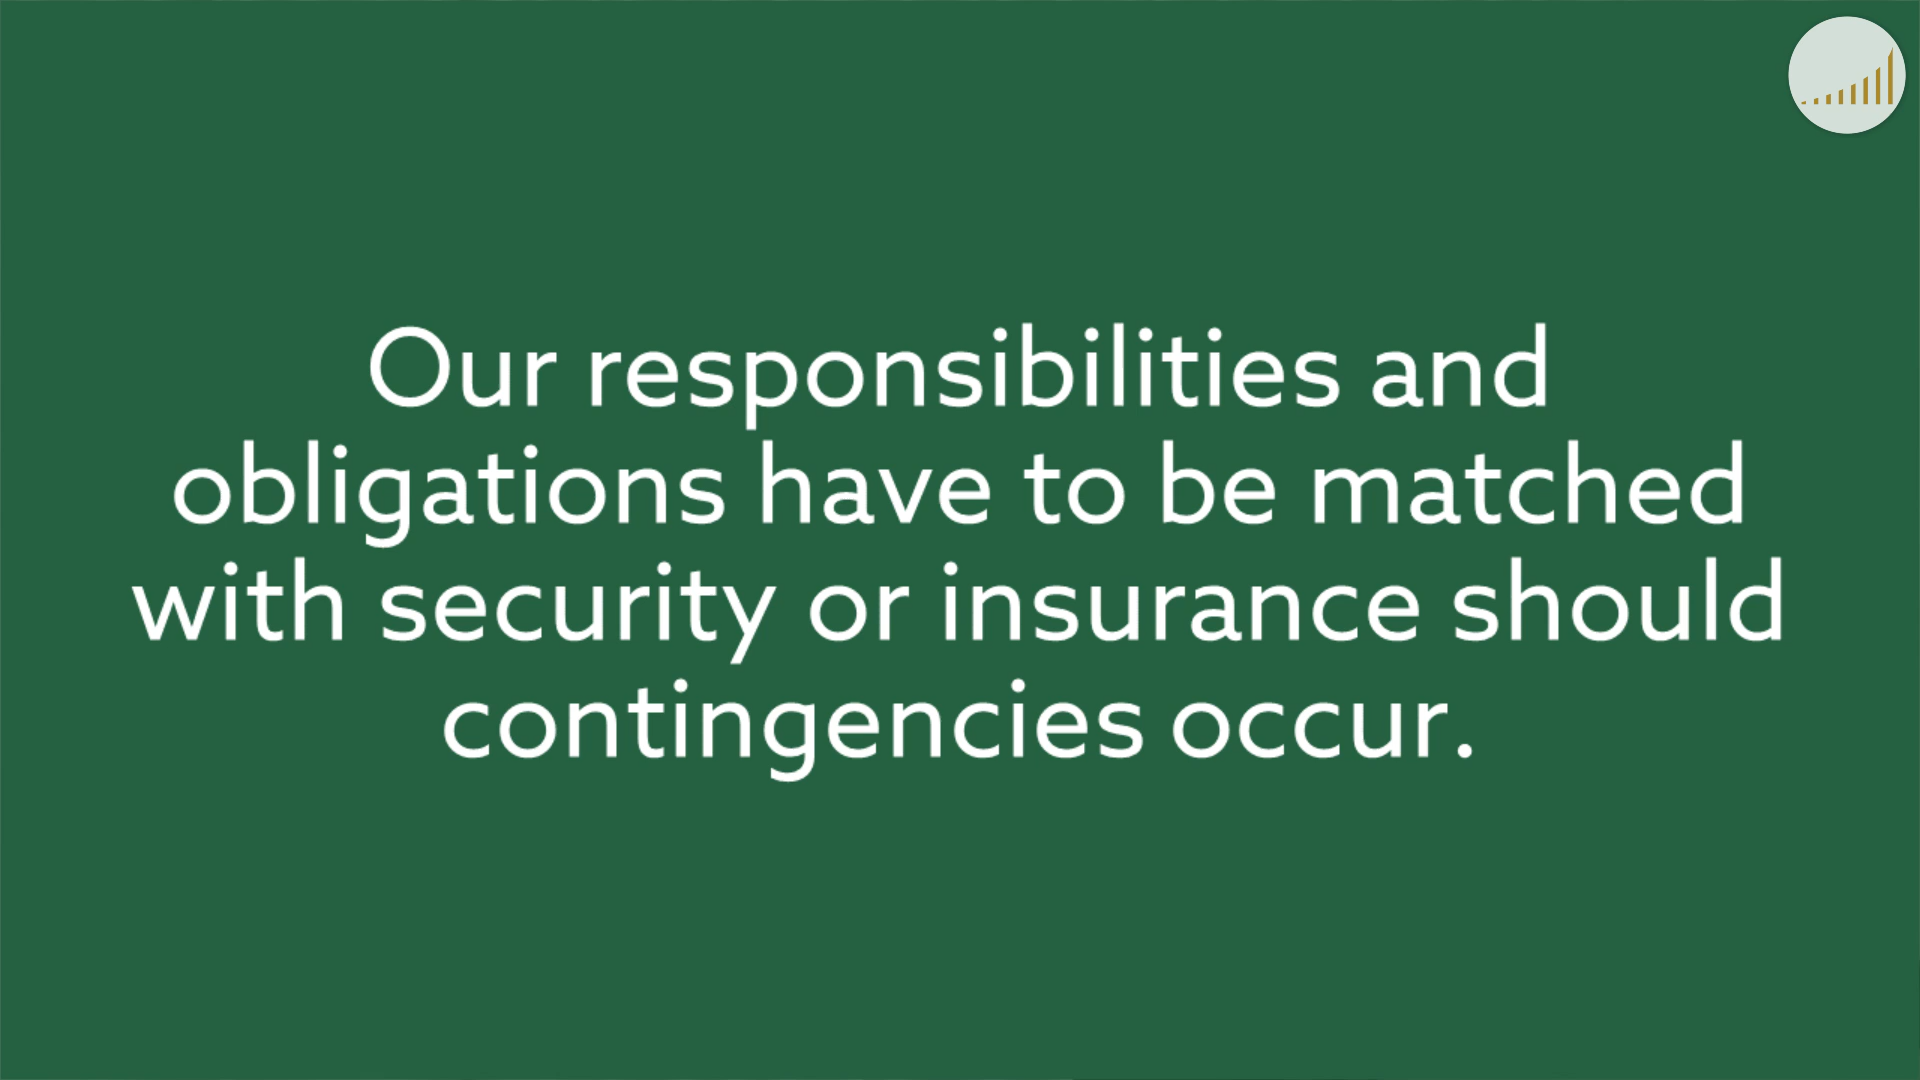 Our responsibilities and
obligations have to be matched
with security or insurance should
contingencies occur.